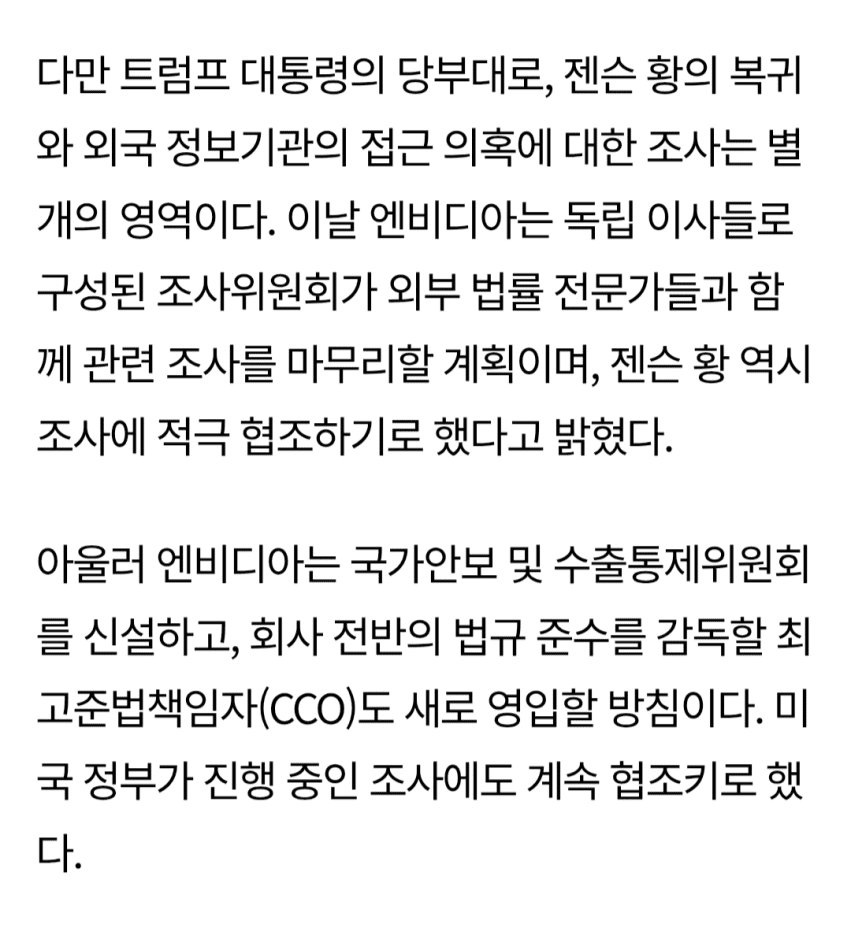 다만 트럼프 대통령의 당부대로, 젠슨 황의 복귀
와 외국 정보기관의 접근 의혹에 대한 조사는 별
개의 영역이다. 이날 엔비디아는 독립 이사들로
구성된 조사위원회가 외부 법률 전문가들과 함
께 관련 조사를 마무리할 계획이며, 젠슨 황 역시
조사에 적극 협조하기로 했다고 밝혔다.
아울러 엔비디아는 국가안보 및 수출통제위원회
를 신설하고, 회사 전반의 법규 준수를 감독할 최
고준법책임자(CCO)도 새로 영입할 방침이다. 미
국 정부가 진행 중인 조사에도 계속 협조키로 했
다.